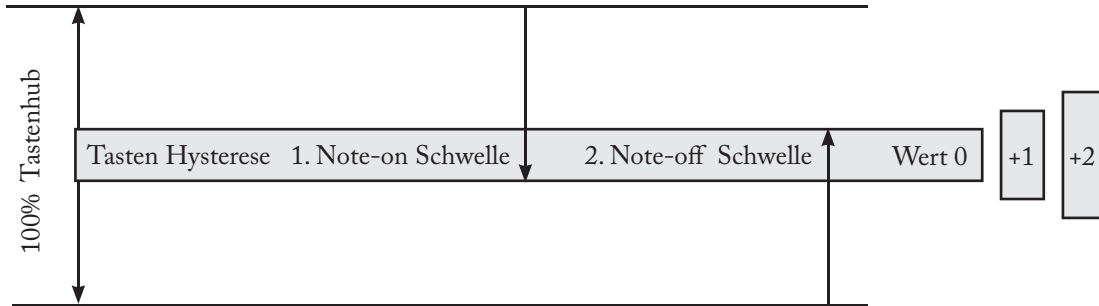 100% Tastenhub
Tasten Hysterese 1. Note-on Schwelle 2. Note-off Schwelle Wert 0 +1 +2